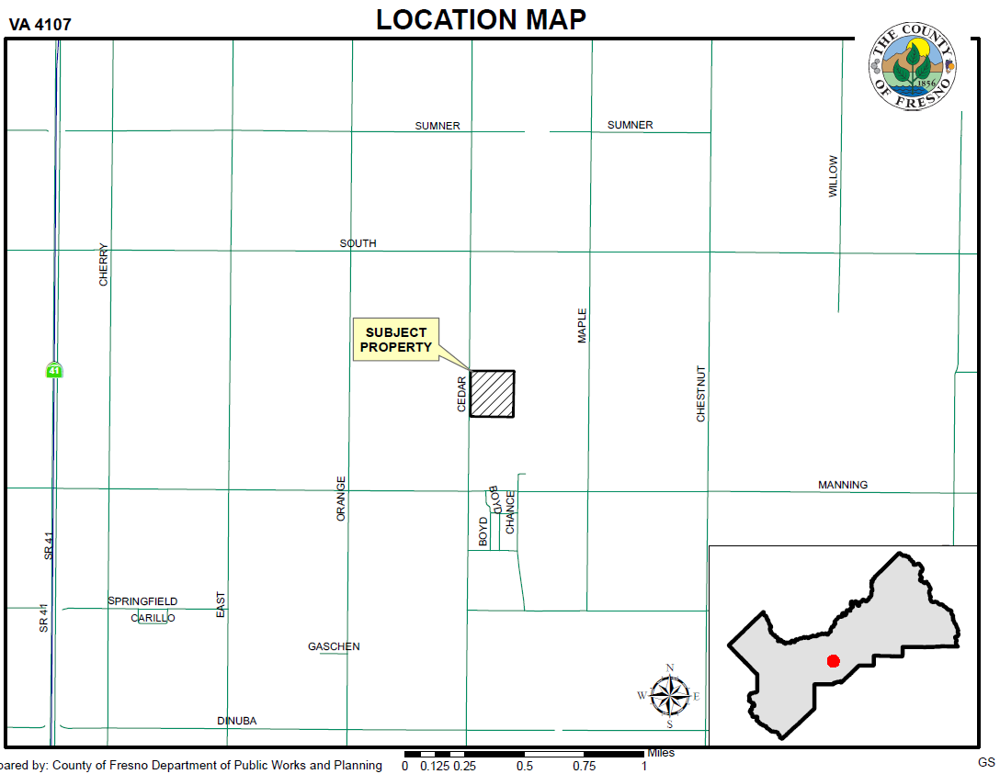 VA 4107
LOCATION MAP
THE COUNTY
OF FRESNO
1856
SUMNER
SUMNER
WILLOW
SOUTH
CHERRY
MAPLE
SUBJECT
PROPERTY
41
CEDAR
CHESTNUT
ORANGE
MANNING
BOYD
BOYD
CHANCE
SR 41
SPRINGFIELD
EAST
CARILLO
SR 41
GASCHEN
N
W
E
S
DINUBA
pared by: County of Fresno Department of Public Works and Planning
0 0.125 0.25 0.5 0.75 1
Miles
GS